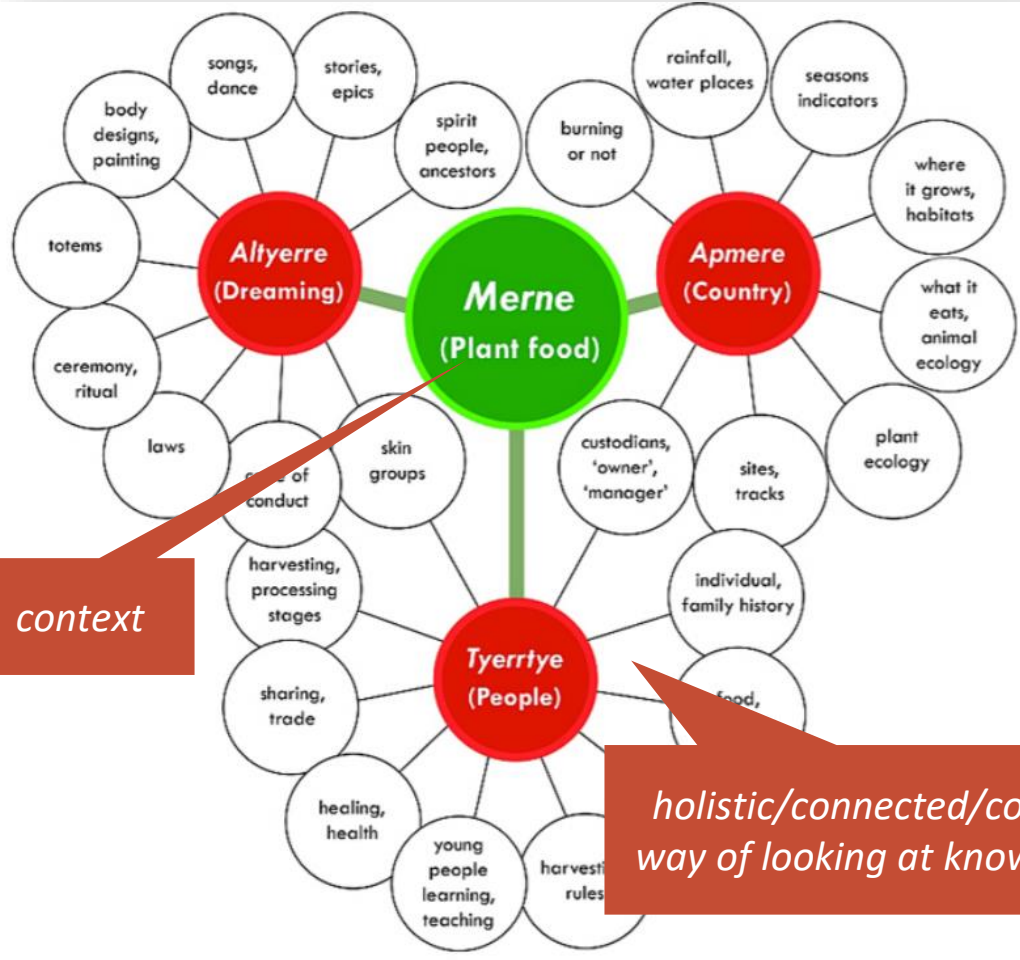 songs,
dance
stories,
epics
body
designs,
painting
spirit
people,
ancestors
totems
Altyerre
(Dreaming)
ceremony,
ritual
laws
of
conduct
skin
groups
Merne
(Plant food)
rainfall,
water places
seasons
indicators
burning
or not
where
it grows,
habitats
Apmere
(Country)
what it
eats,
animal
ecology
plant
ecology
sites,
tracks
custodians,
'owner',
'manager'
context
harvesting,
processing
stages
individual,
family history
Tyerrtye
(People)
sharing,
trade
healing,
health
young
people
learning,
teaching
rules
holistic/connected/
way of looking at